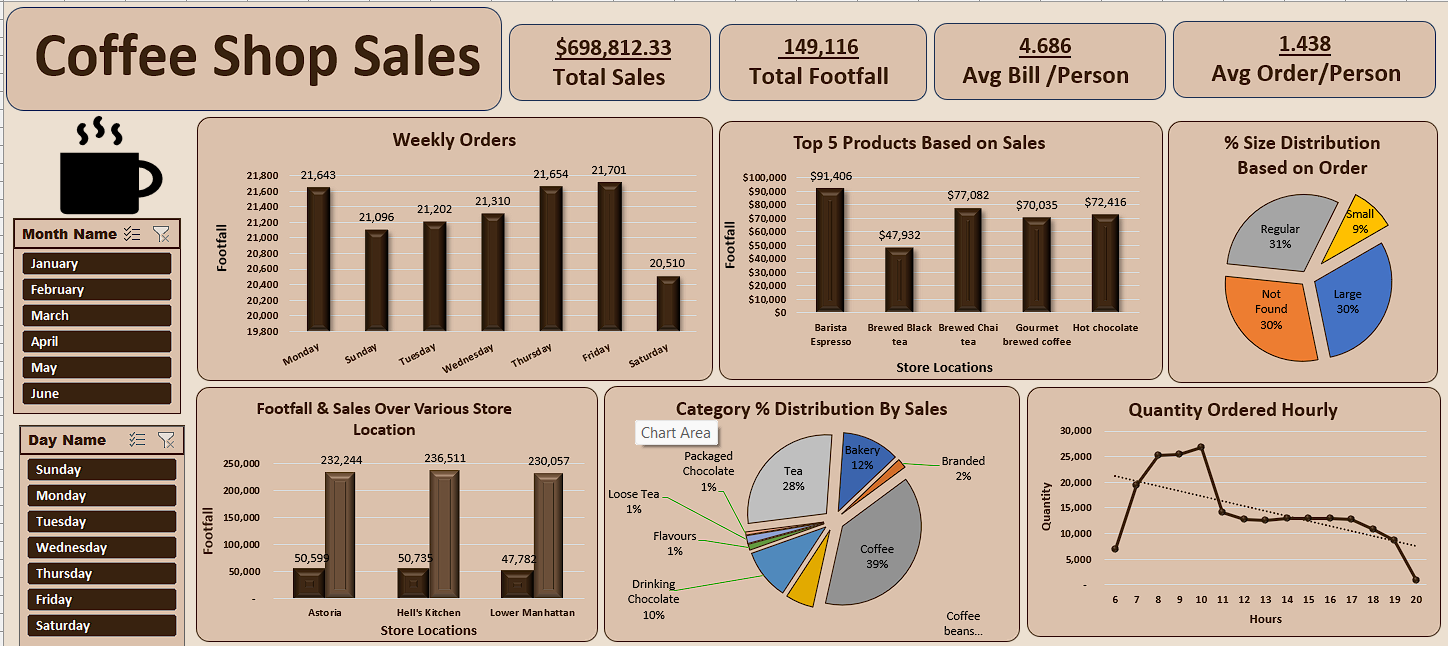 Coffee Shop Sales
$698,812.33
Total Sales
149,116
Total Footfall
4.686
Avg Bill /Person
1.438
Avg Order/Person
Month Name
January
February
March
April
May
June
Day Name
Sunday
Monday
Tuesday
Wednesday
Thursday
Friday
Saturday
Weekly Orders
Footfall
21,800
21,600
21,400
21,200
21,000
20,800
20,600
20,400
20,200
20,000
19,800
21,643
21,096
21,202
21,310
21,654
21,701
20,510
Monday
Sunday
Tuesday
Wednesday
Thursday
Friday
Saturday
Top 5 Products Based on Sales
Footfall
$100,000
$90,000
$80,000
$70,000
$60,000
$50,000
$40,000
$30,000
$20,000
$10,000
$0
$91,406
$47,932
$77,082
$70,035
$72,416
Barista
Espresso
Brewed Black
tea
Brewed Chai
tea
Gourmet
brewed coffee
Hot chocolate
Store Locations
% Size Distribution
Based on Order
Regular
31%
Small
9%
Not
Found
30%
Large
30%
Footfall & Sales Over Various Store
Location
Footfall
250,000
200,000
150,000
100,000
50,000
-
50,599
232,244
50,735
236,511
47,782
230,057
Astoria
Hell's Kitchen
Lower Manhattan
Store Locations
Category % Distribution By Sales
Chart Area
Packaged
Chocolate
1%
Loose Tea
1%
Flavours
1%
Drinking
Chocolate
10%
Tea
28%
Bakery
12%
Branded
2%
Coffee
39%
Coffee
beans...
Quantity Ordered Hourly
Quantity
30,000
25,000
20,000
15,000
10,000
5,000
-
6 7 8 9 10 11 12 13 14 15 16 17 18 19 20
Hours